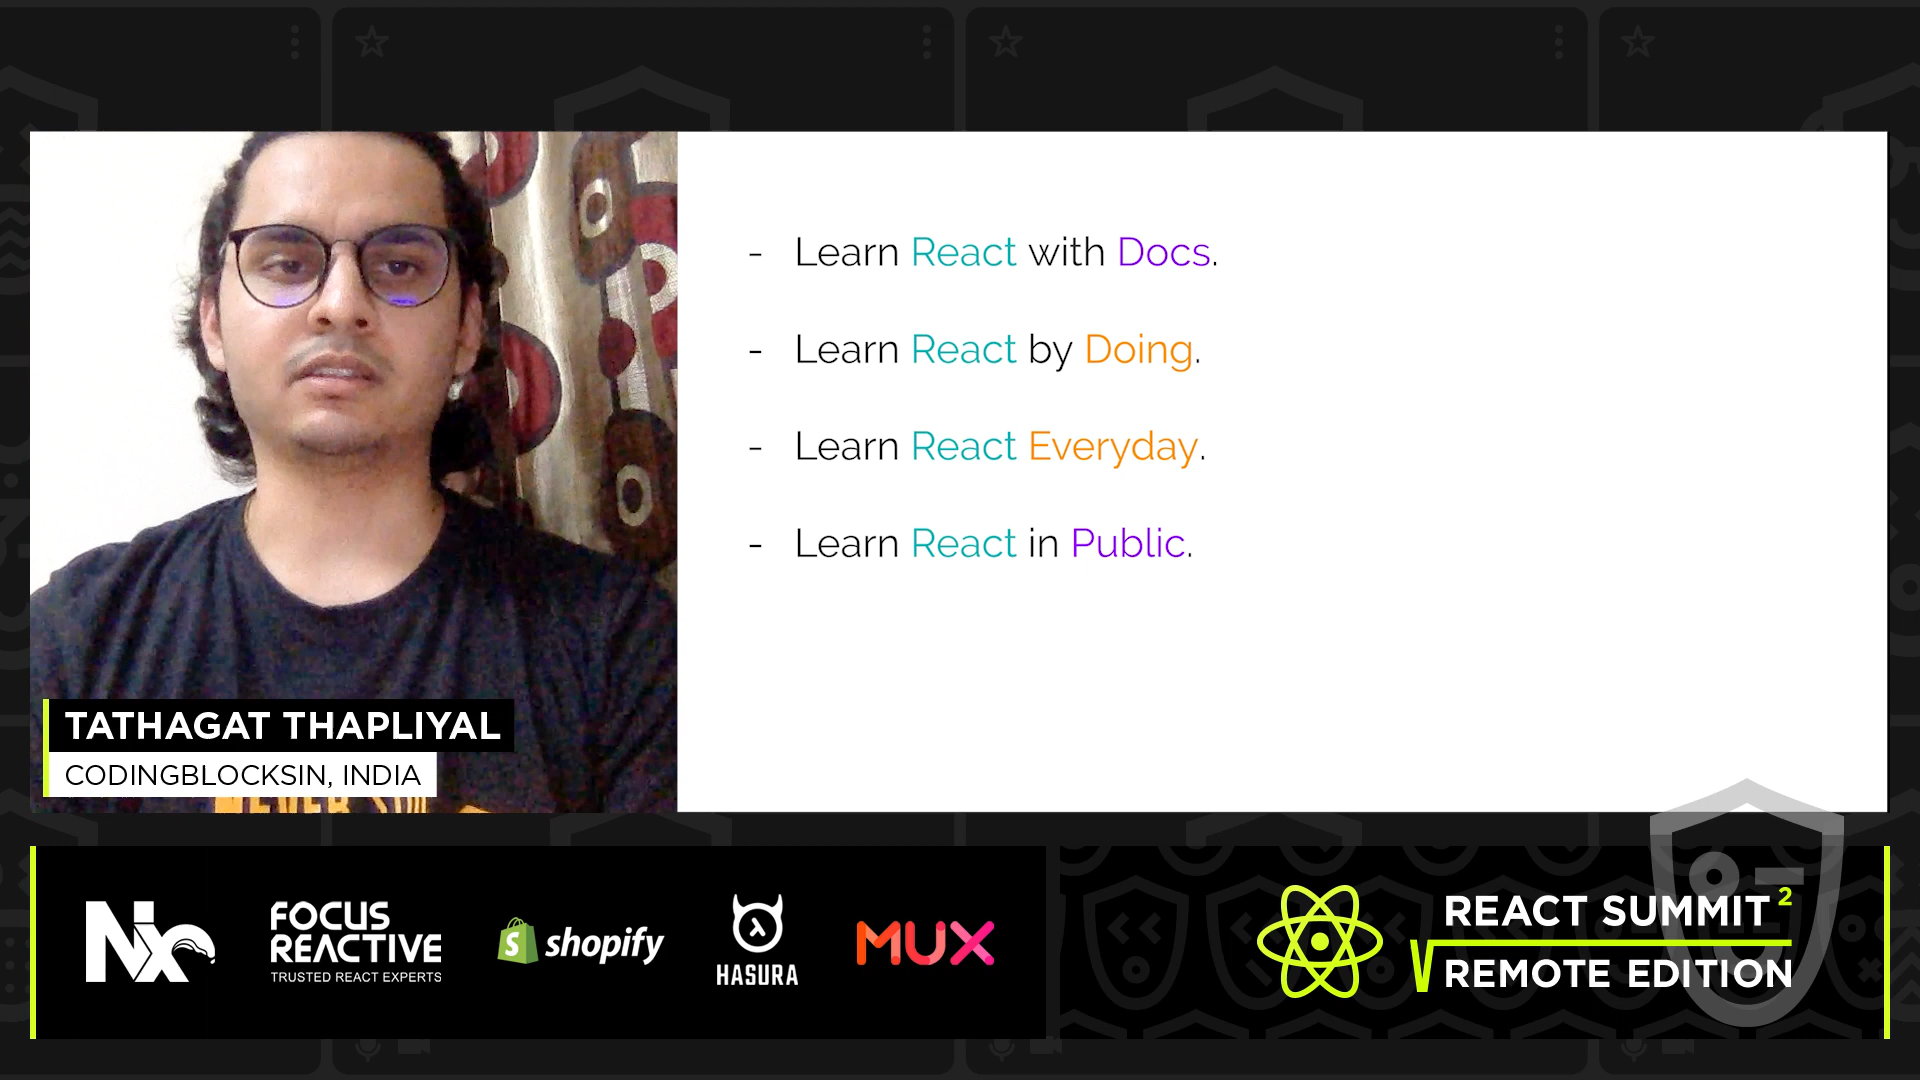 - Learn React with Docs.
- Learn React by Doing.
- Learn React Everyday.
- Learn React in Public.
TATHAGAT THAPLIYAL
CODINGBLOCKSIN, INDIA
Nx
FOCUS
REACTIVE
TRUSTED REACT EXPERTS
shopify
HASURA
MUX
REACT SUMMIT 2
REMOTE EDITION